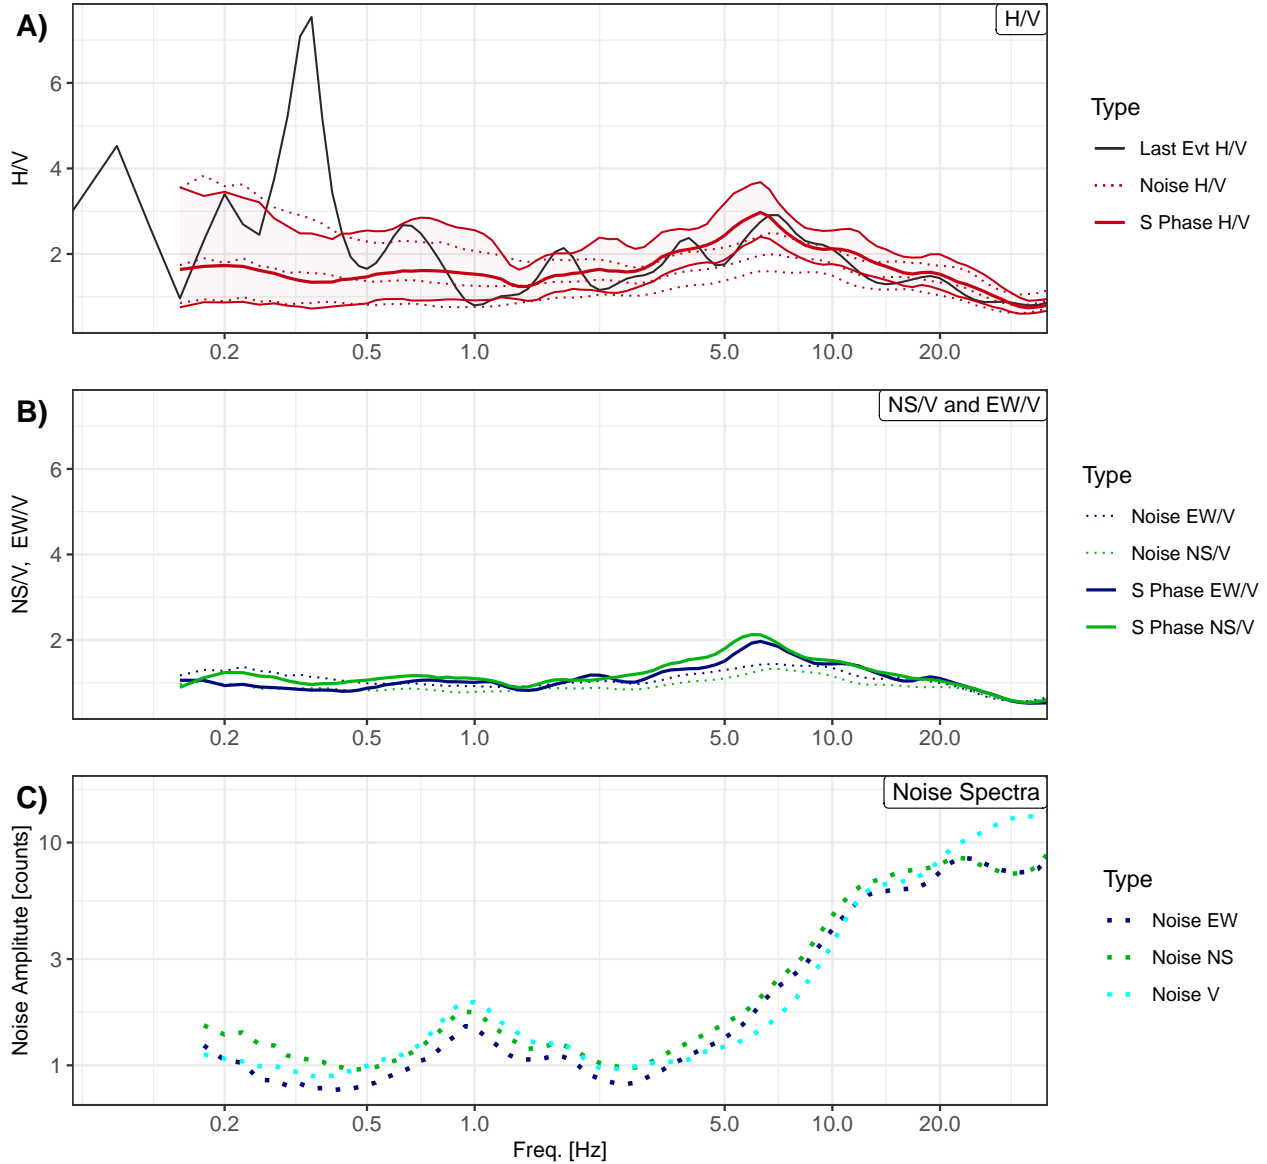 A)
H/V
H/V
6
4
2
0.2 0.5 1.0 5.0 10.0 20.0
Type
Last Evt H/V
Noise H/V
S Phase H/V
B)
NS/V and EW/V
NS/V, EW/V
6
4
2
0.2 0.5 1.0 5.0 10.0 20.0
Type
Noise EW/V
Noise NS/V
S Phase EW/V
S Phase NS/V
C)
Noise Spectra
Noise Amplitute [counts]
10
3
1
0.2 0.5 1.0 5.0 10.0 20.0
Freq. [Hz]
Type
Noise EW
Noise NS
Noise V